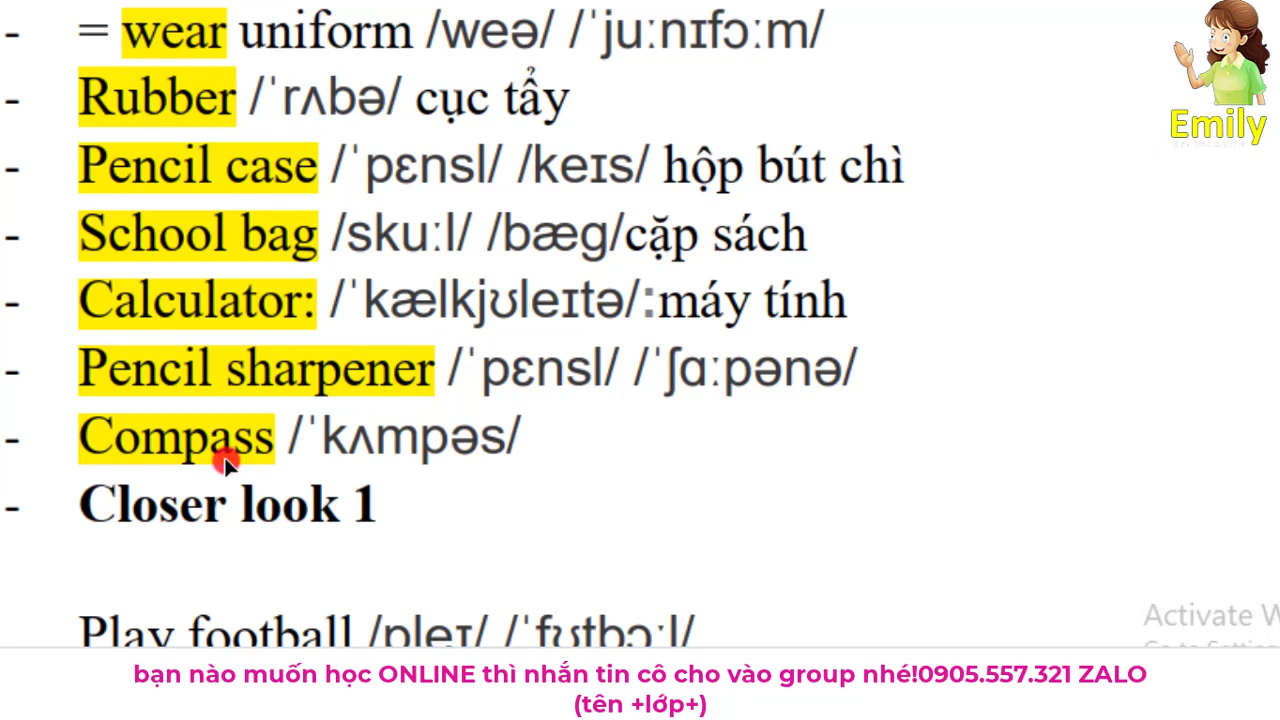 - = wear uniform /weə/ /ˈjuːnɪfɔːm/
- Rubber /ˈrʌbə/ cục tẩy
- Pencil case /ˈpɛnsl/ /keɪs/ hộp bút chì
- School bag /skuːl/ /bæg/cặp sách
- Calculator: /ˈkælkjʊleɪtə/:máy tính
- Pencil sharpener /ˈpɛnsl/ /ˈʃɑːpənə/
- Compass /ˈkʌmpəs/
- Closer look 1
Play football /pleɪ/ /ˈfʊtbɔːl/
Emily
Activate W
bạn nào muốn học ONLINE thì nhắn tin cô cho vào group nhé!0905.557.321 ZALO
(tên +lớp+)